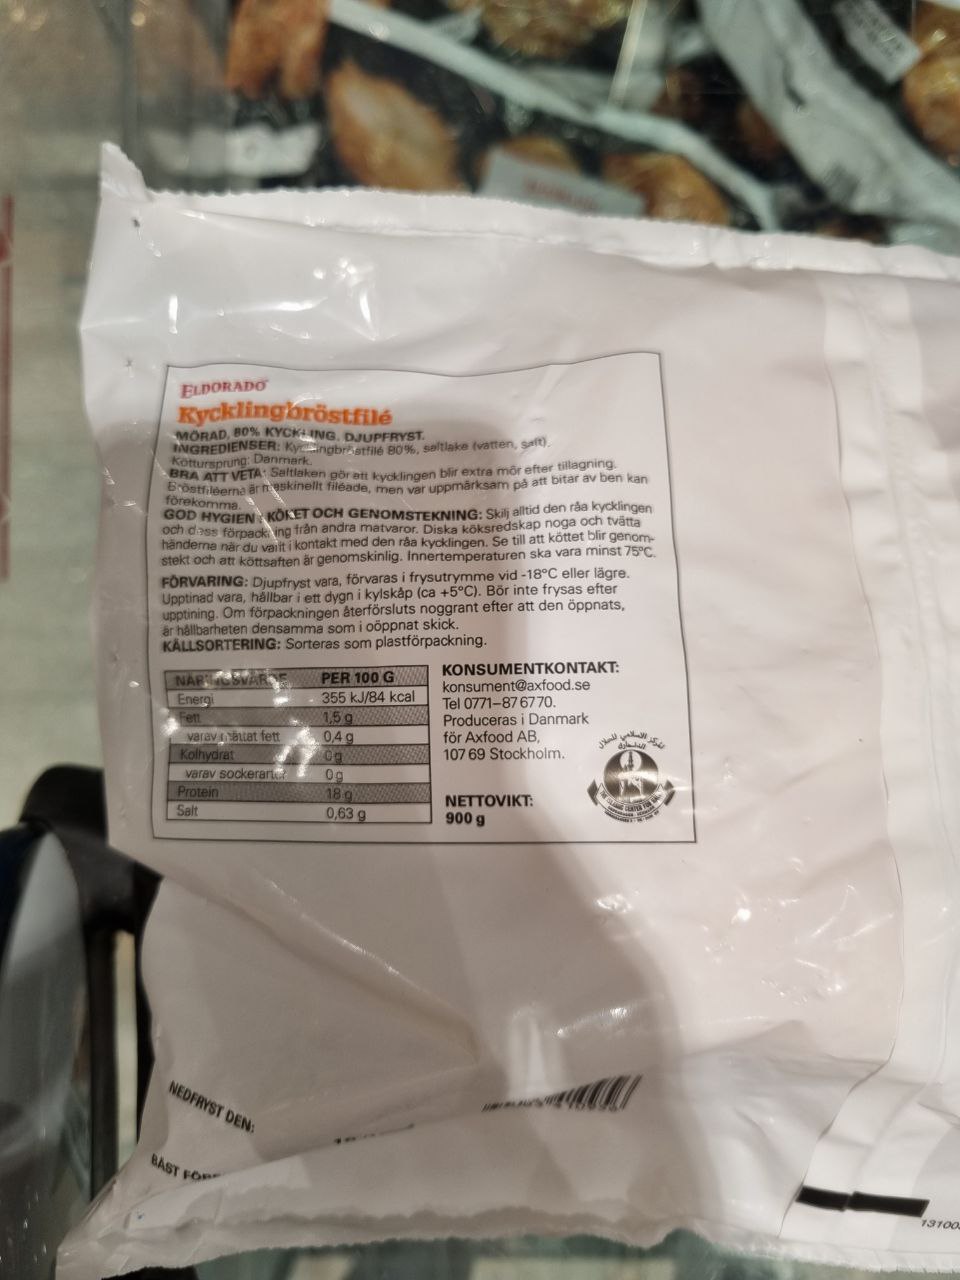 ELDORADO
Kycklingbröstfilé
MÖRAD, 80% KYCKLING. DJUPFRYST.
INGREDIENSER: Kycklingbröstfilé 80%, saltlake (vatten, salt).
Köttursprung: Danmark.
BRA ATT VETA: Saltlaken gör att kycklingen blir extra mör efter tillagning.
Bröstfiléerna är maskinellt filéade, men var uppmärksam på att bitar av ben kan
förekomma.
GOD HYGIEN I KÖKET OCH GENOMSTEKNING: Skilj alltid den råa kycklingen
och dess förpackning från andra matvaror. Diska köksredskap noga och tvätta
händerna när du varit i kontakt med den råa kycklingen. Se till att köttet blir genom-
stekt och att köttsaften är genomskinlig. Innertemperaturen ska vara minst 75°C.
FÖRVARING: Djupfryst vara, förvaras i frysutrymme vid -18°C eller lägre.
Upptinad vara, hållbar i ett dygn i kylskåp (ca +5°C). Bör inte frysas efter
upptining. Om förpackningen återförsluts noggrant efter att den öppnats,
är hållbarheten densamma som i oöppnat skick.
KÄLLSORTERING: Sorteras som plastförpackning.
NÄRINGSVÄRDE PER 100 G
Energi 355 kJ/84 kcal
Fett 1,5 g
varav mättat fett 0,4 g
Kolhydrat 0 g
varav sockerarter 0 g
Protein 18 g
Salt 0,63 g
KONSUMENTKONTAKT:
konsument@axfood.se
Tel 0771–87 67 70.
Produceras i Danmark
för Axfood AB,
107 69 Stockholm.
NETTOVIKT:
900 g
NEDFRYST DEN:
BÄST FÖRE